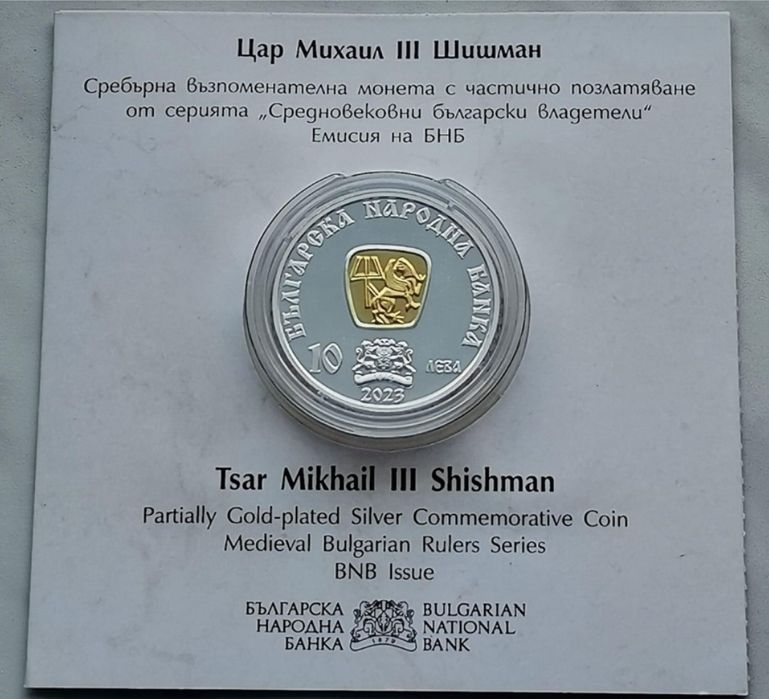 Цар Михаил III Шишман
Сребърна възпоменателна монета с частично позлатяване
от серията „Средновековни български владетели“
Емисия на БНБ
БЪЛГАРСКА НАРОДНА БАНКА
10 ЛЕВА
2023
Tsar Mikhail III Shishman
Partially Gold-plated Silver Commemorative Coin
Medieval Bulgarian Rulers Series
BNB Issue
БЪЛГАРСКА
НАРОДНА
БАНКА
1879
BULGARIAN
NATIONAL
BANK